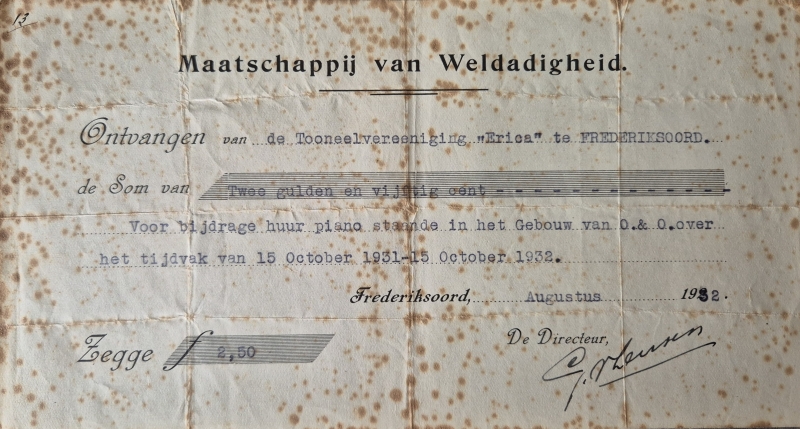 13
Maatschappij van Weldadigheid.
Ontvangen van de Tooneelvereeniging „Erica" te FREDERIKSOORD.
de Som van Twee gulden en vijftig cent - - - - - - - - - - - - - -
Voor bijdrage huur piano staande in het Gebouw van O.& O.over
het tijdvak van 15 October 1931-15 October 1932.
Frederiksoord, Augustus 1932.
Zegge ƒ 2,50
De Directeur,